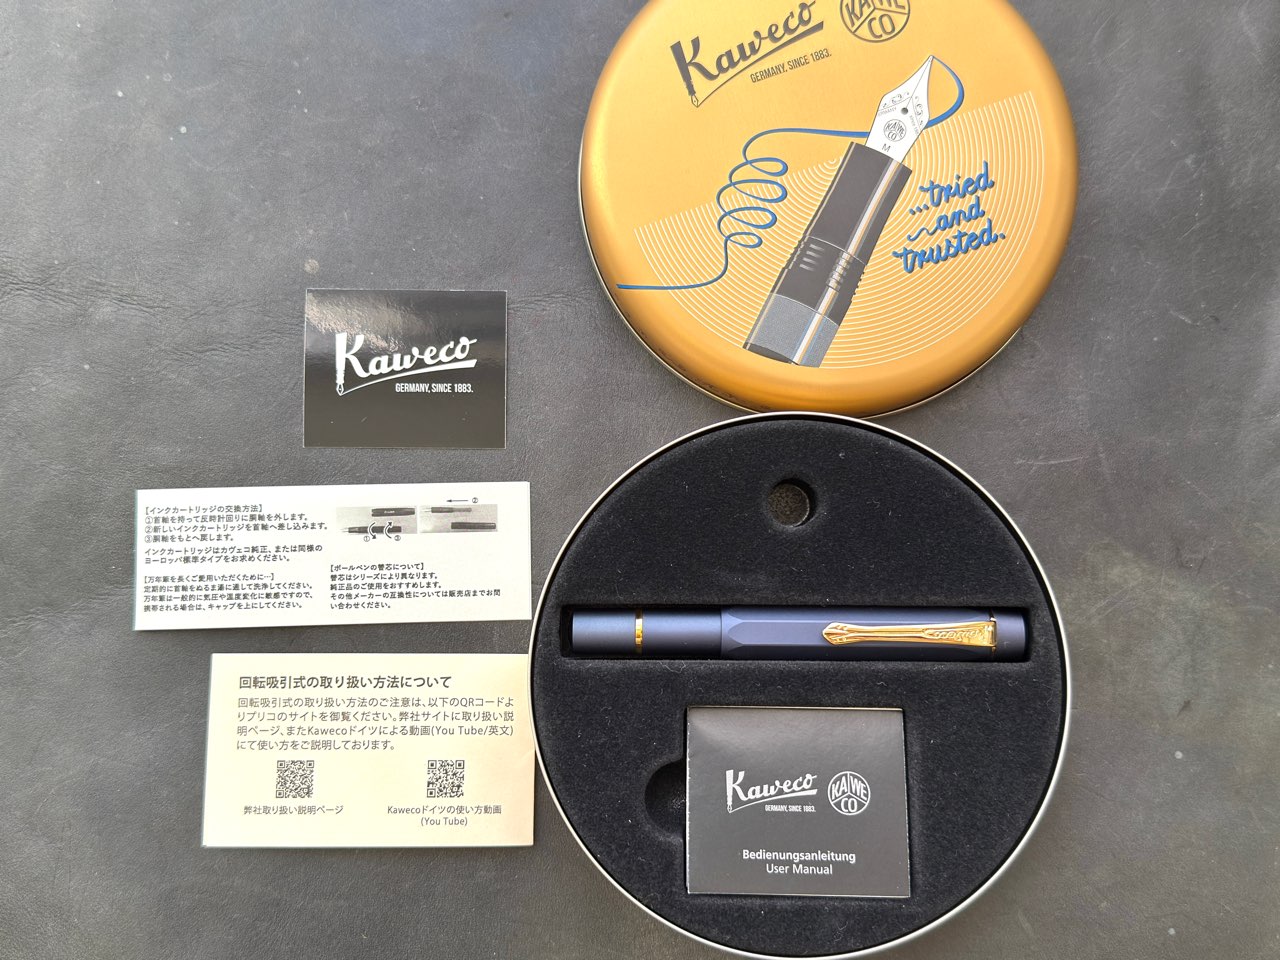 Kaweco
GERMANY, SINCE 1883.
KAWE
CO
KAWE
CO
M
...tried
and
trusted.
Kaweco
GERMANY, SINCE 1883.
【インクカートリッジの交換方法】
①首軸を持って反時計回りに胴軸を外します。
②新しいインクカートリッジを首軸へ差し込みます。
③胴軸をもとへ戻します。
インクカートリッジはカヴェコ純正、または同様の
ヨーロッパ標準タイプをお求めください。
【万年筆を長くご愛用いただくために…】
定期的に首軸をぬるま湯に通して洗浄してください。
万年筆は一般的に気圧や温度変化に敏感ですので、
携帯される場合は、キャップを上にしてください。
②
①
③
【ボールペンの替芯について】
替芯はシリーズにより異なります。
純正品のご使用をおすすめします。
その他メーカーの互換性については販売店までお問
い合わせください。
回転吸引式の取り扱い方法について
回転吸引式の取り扱い方法のご注意は、以下のQRコードよ
りプリコのサイトを御覧ください。弊社サイトに取り扱い説
明ページ、またKawecoドイツによる動画(You Tube/英文)
にて使い方をご説明しております。
弊社取り扱い説明ページ
Kawecoドイツの使い方動画
(You Tube)
Kaweco
Kaweco
GERMANY, SINCE 1883.
KAWE
CO
Bedienungsanleitung
User Manual